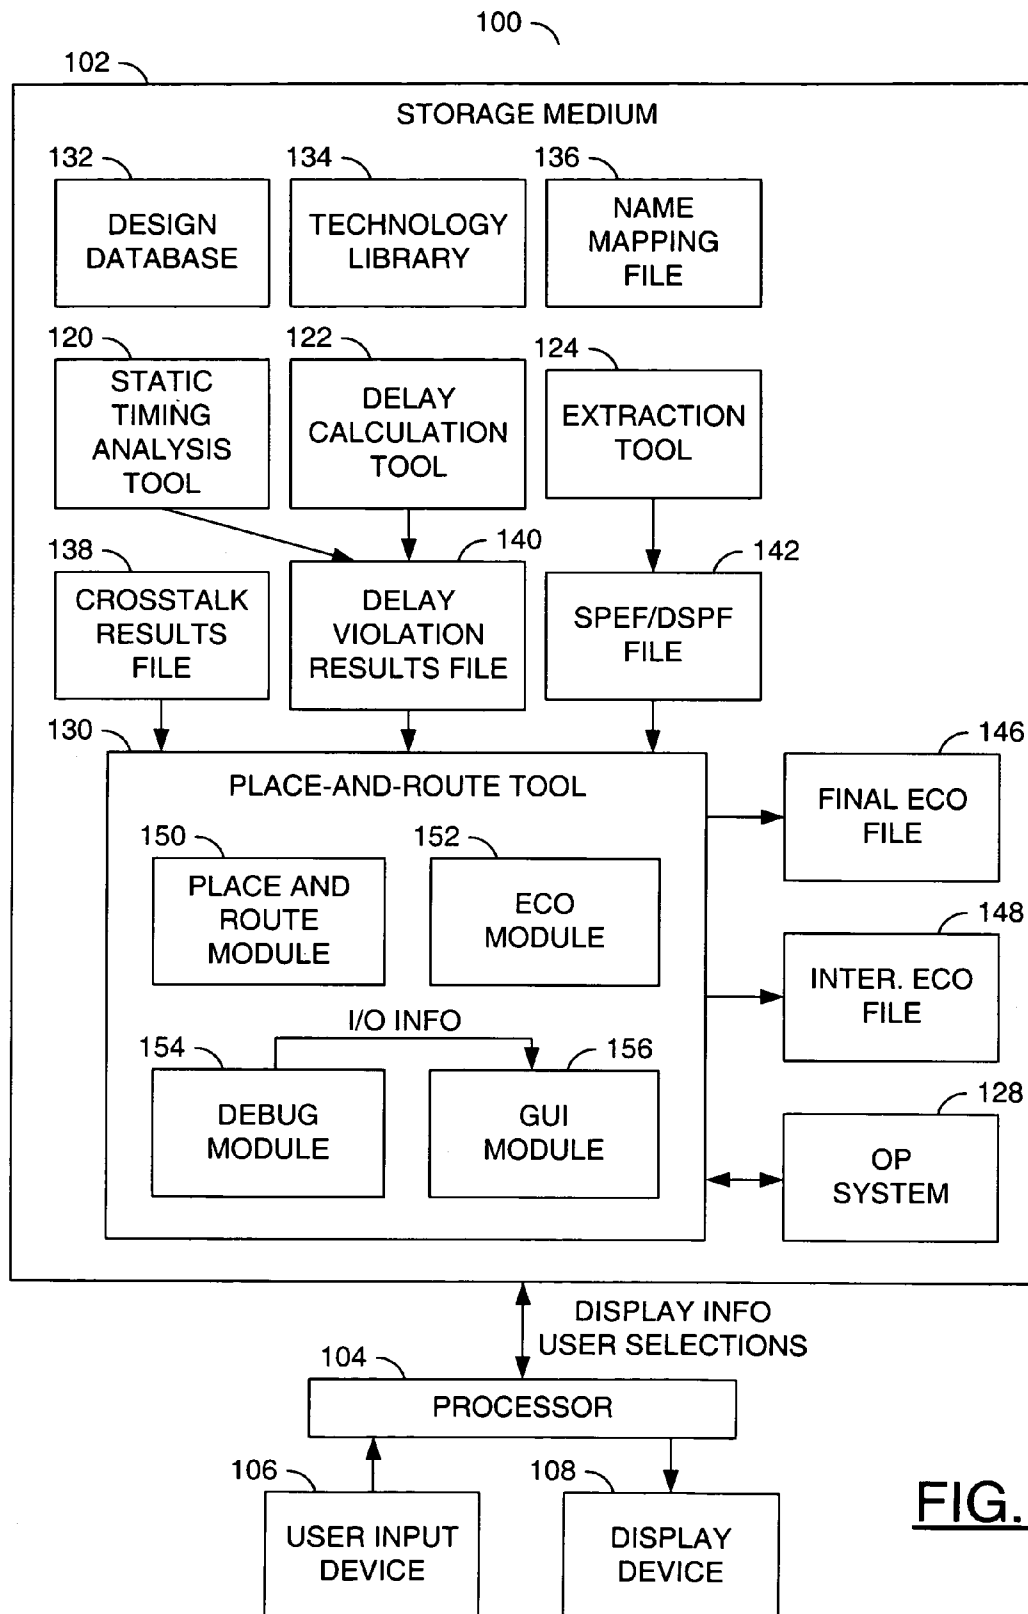 100
102
STORAGE MEDIUM
132
134
136
DESIGN
DATABASE
TECHNOLOGY
LIBRARY
NAME
MAPPING
FILE
120
122
124
STATIC
TIMING
ANALYSIS
TOOL
DELAY
CALCULATION
TOOL
EXTRACTION
TOOL
138
140
142
CROSSTALK
RESULTS
FILE
DELAY
VIOLATION
RESULTS FILE
SPEF/DSPF
FILE
130
PLACE-AND-ROUTE TOOL
146
FINAL ECO
FILE
150
152
PLACE AND
ROUTE
MODULE
ECO
MODULE
148
INTER. ECO
FILE
I/O INFO
154
156
DEBUG
MODULE
GUI
MODULE
128
OP
SYSTEM
DISPLAY INFO
USER SELECTIONS
104
PROCESSOR
106
108
USER INPUT
DEVICE
DISPLAY
DEVICE
FIG.